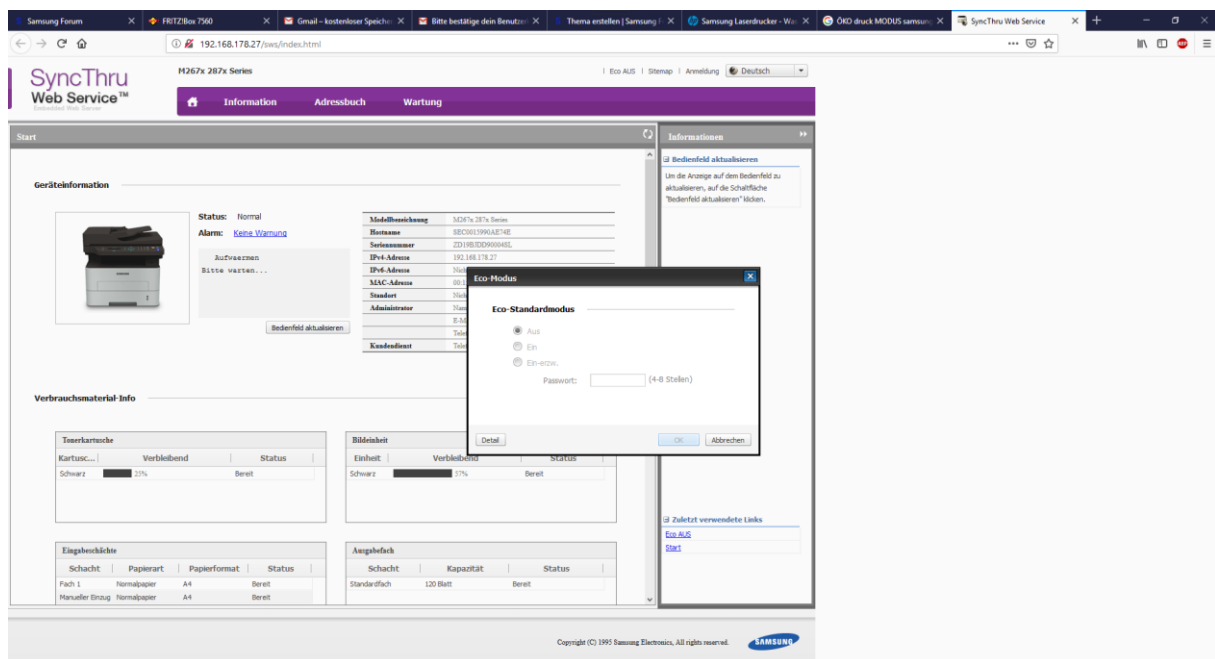 Samsung Forum
FRITZ!Box 7560
Gmail – kostenloser Speicher
Bitte bestätige dein Benutzer
Thema erstellen | Samsung
Samsung Laserdrucker - Wa
ÖKO druck MODUS samsun
SyncThru Web Service
192.168.178.27/sws/index.html
SyncThru
Web Service™
Embedded Web Server
M267x 287x Series
Eco AUS | Sitemap | Anmeldung Deutsch
Information Adressbuch Wartung
Start
Informationen
Bedienfeld aktualisieren
Um die Anzeige auf dem Bedienfeld zu
aktualisieren, auf die Schaltfläche
"Bedienfeld aktualisieren" klicken.
Geräteinformation
Status: Normal
Alarm: Keine Warnung
Aufwaermen
Bitte warten...
Bedienfeld aktualisieren
Modellbezeichnung M267x 287x Series
Hostname
Seriennummer
IPv4-Adresse 192.168.178.27
IPv6-Adresse
MAC-Adresse
Standort
Administrator
Kundendienst
Eco-Modus
Eco-Standardmodus
Aus
Ein
Ein-erzw.
Passwort: (4-8 Stellen)
Detail OK Abbrechen
Verbrauchsmaterial-Info
Tonerkartusche
Kartusc... Verbleibend Status
Schwarz 25% Bereit
Bildeinheit
Einheit Verbleibend Status
Schwarz 37% Bereit
Eingabeschächte
Schacht Papierart Papierformat Status
Fach 1 Normalpapier A4 Bereit
Manueller Einzug Normalpapier A4 Bereit
Ausgabefach
Schacht Kapazität Status
Standardfach 120 Blatt Bereit
Zuletzt verwendete Links
Eco AUS
Start
Copyright (C) 1995 Samsung Electronics, All rights reserved.
SAMSUNG